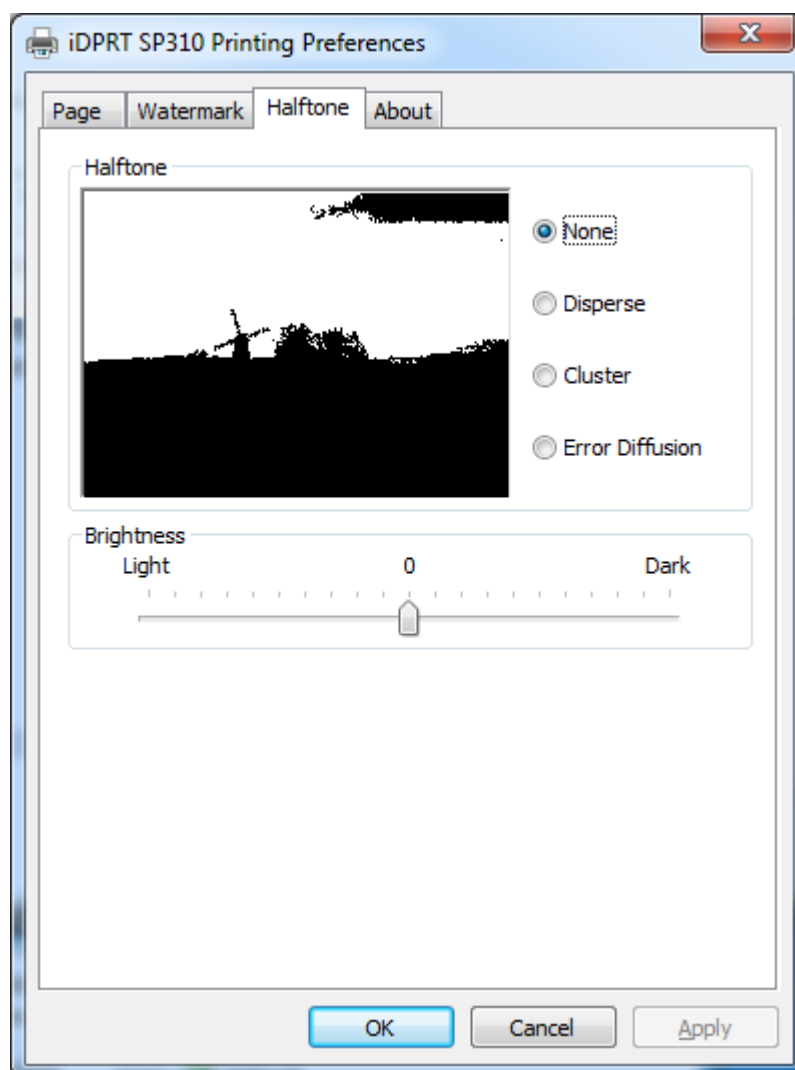 iDPRT SP310 Printing Preferences
Page Watermark Halftone About
Halftone
None
Disperse
Cluster
Error Diffusion
Brightness
Light 0 Dark
OK Cancel Apply